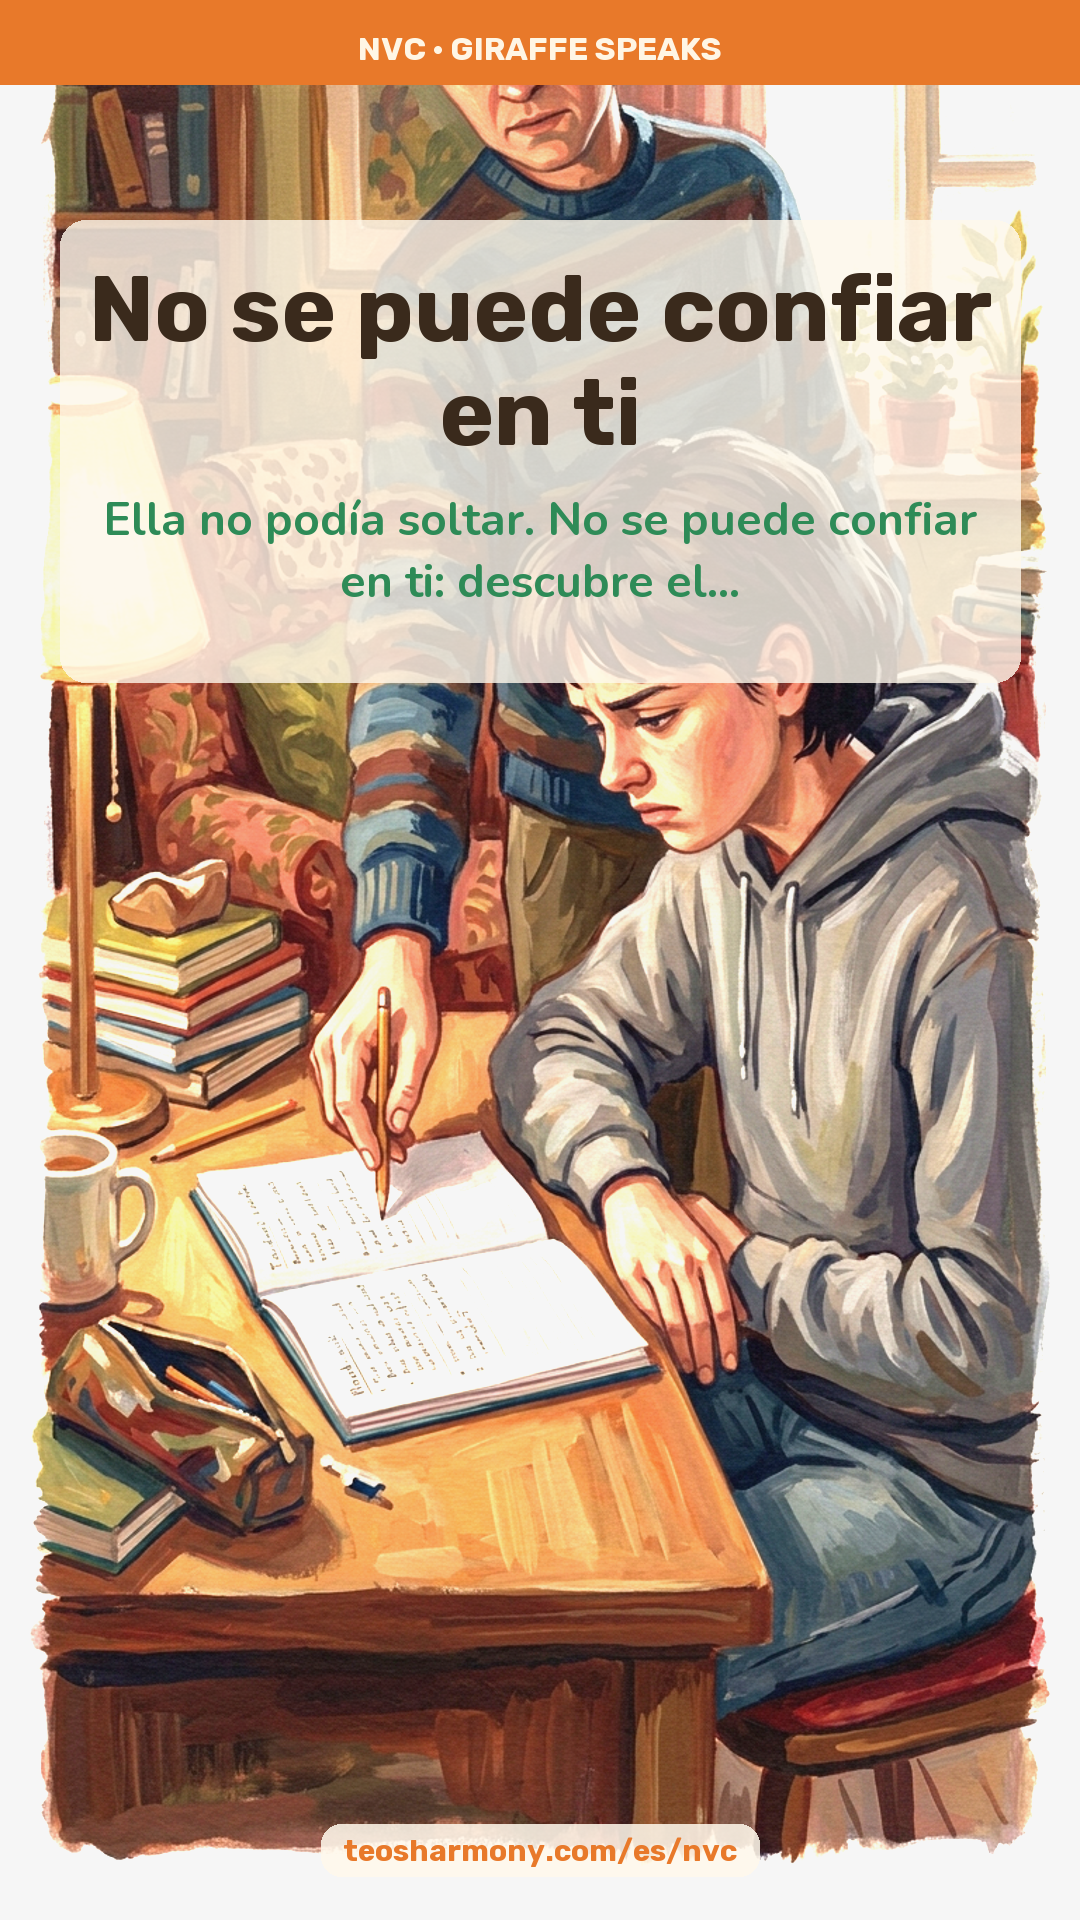 NVC • GIRAFFE SPEAKS
No se puede confiar
en ti
Ella no podía soltar. No se puede confiar
en ti: descubre el...
teosharmony.com/es/nvc